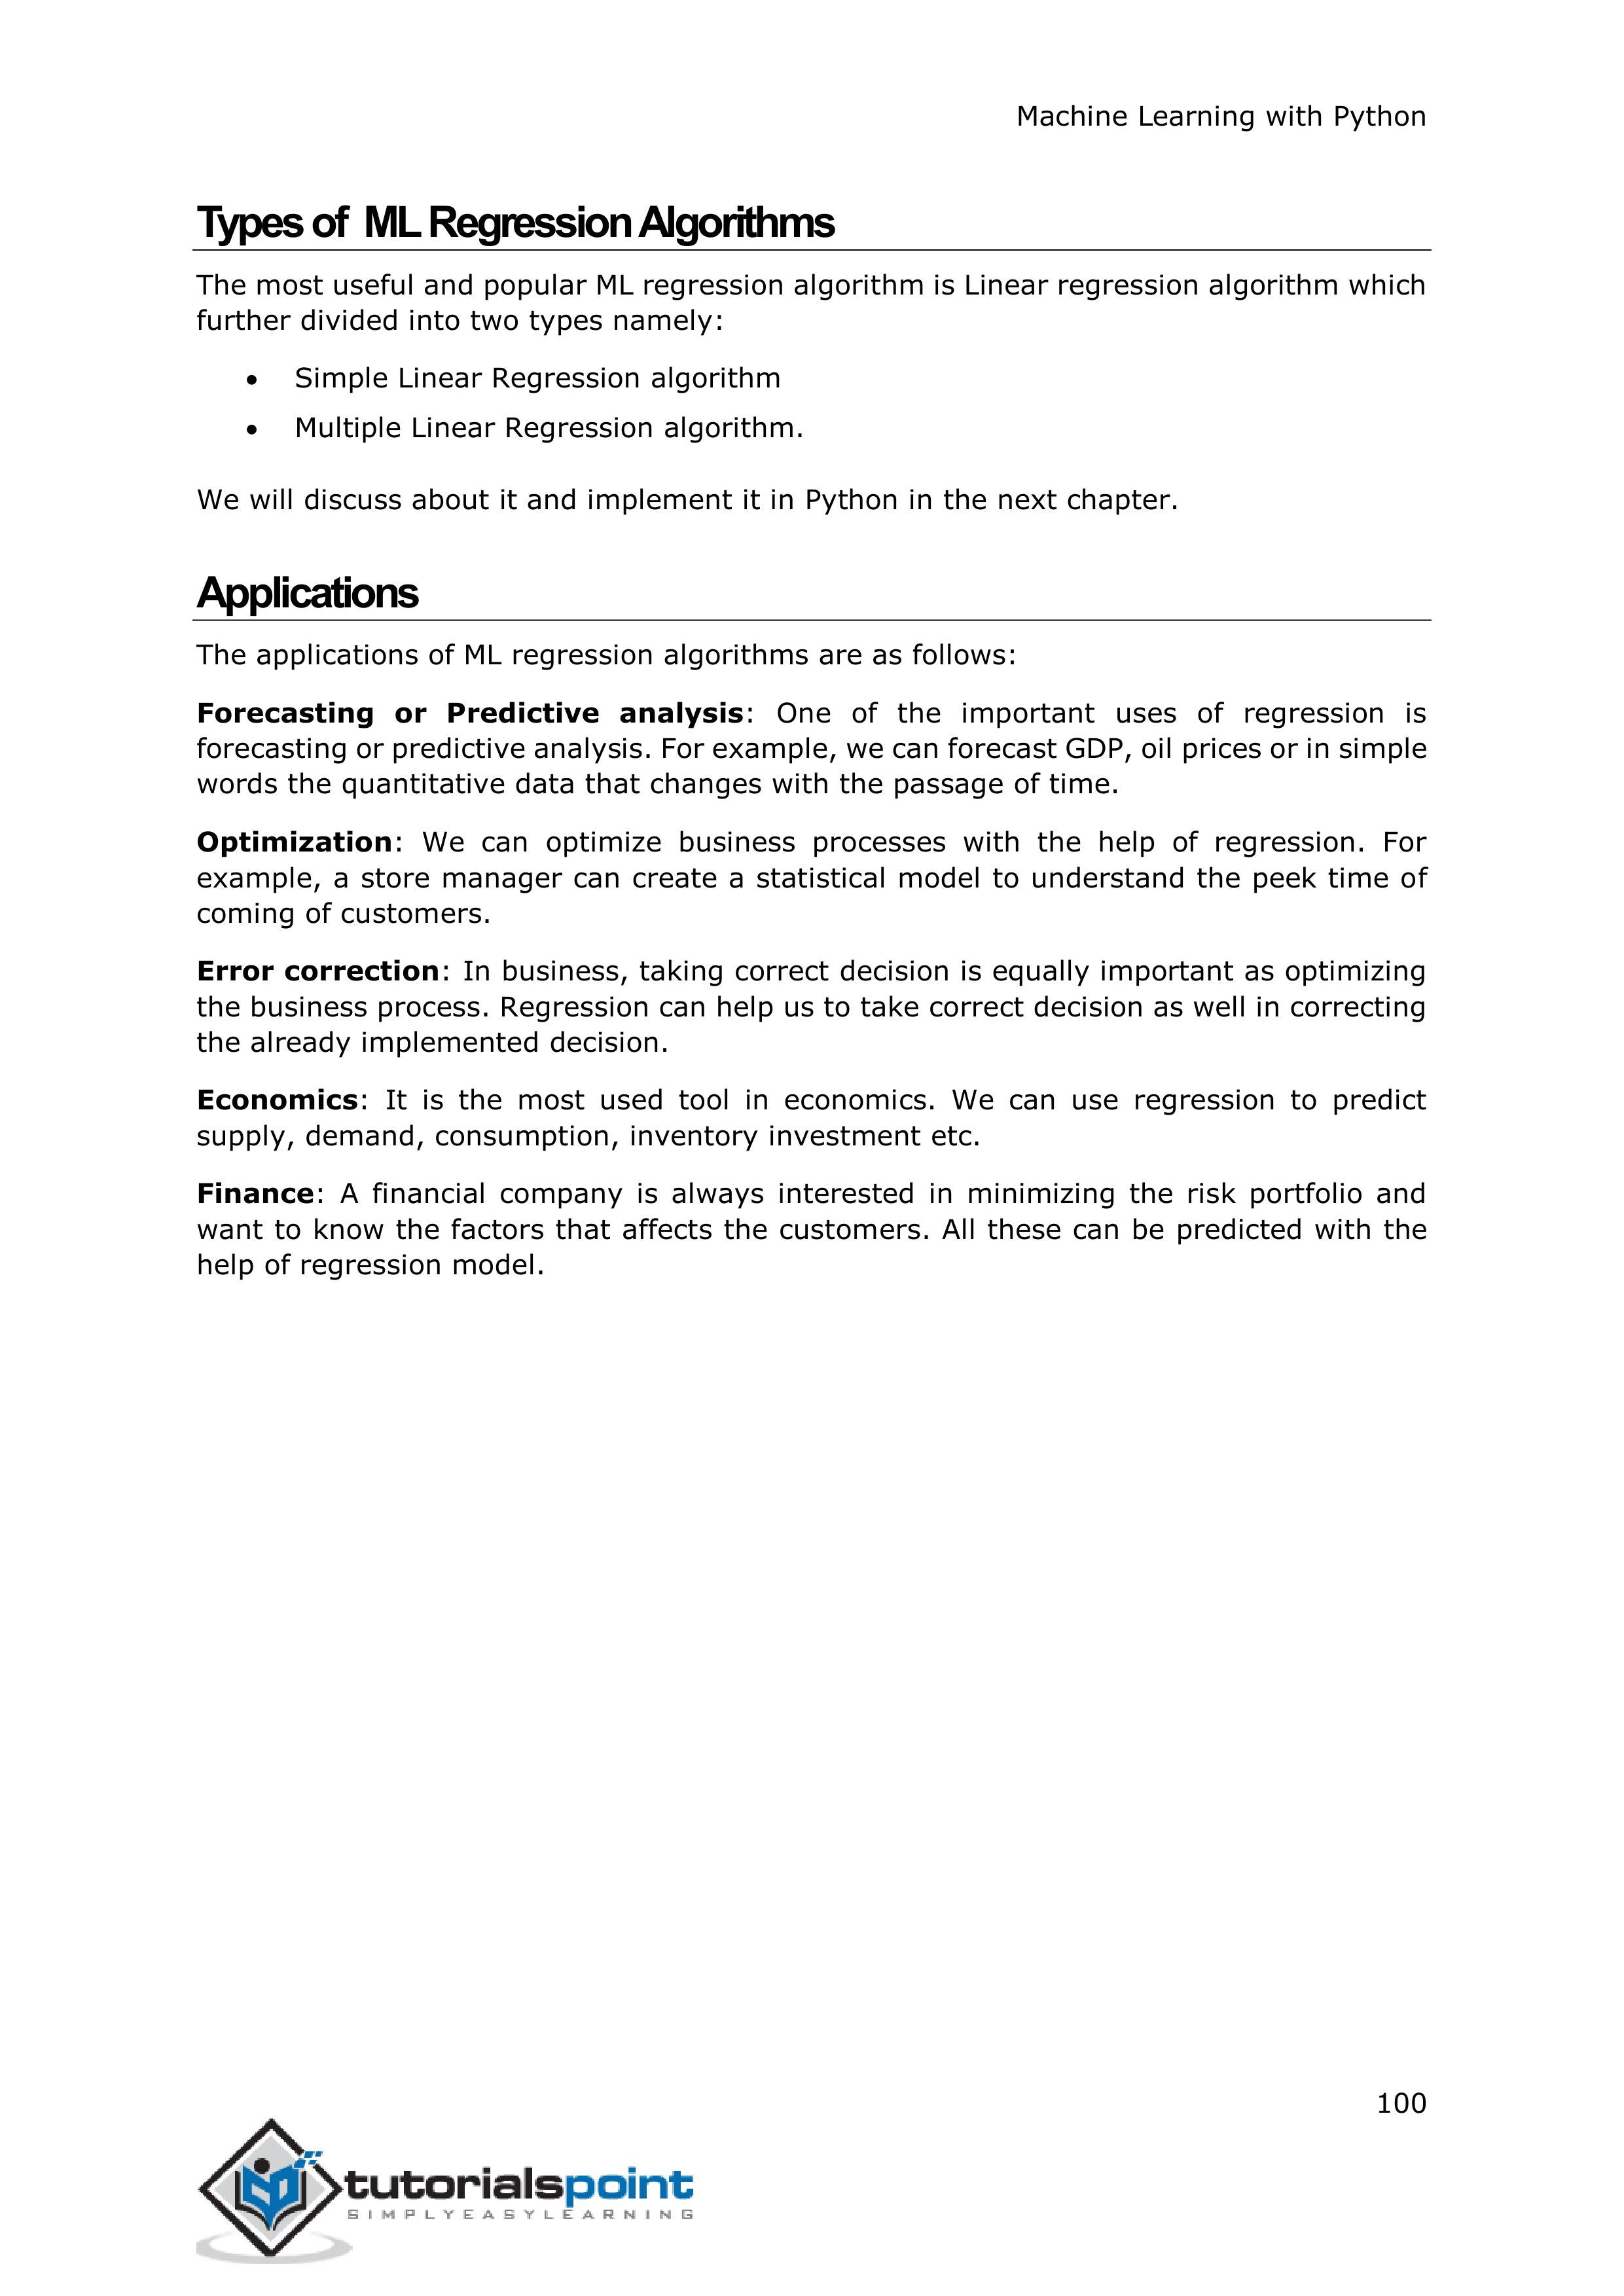 Machine Learning with Python
Types of ML Regression Algorithms
The most useful and popular ML regression algorithm is Linear regression algorithm which
further divided into two types namely:
• Simple Linear Regression algorithm
• Multiple Linear Regression algorithm.
We will discuss about it and implement it in Python in the next chapter.
Applications
The applications of ML regression algorithms are as follows:
Forecasting or Predictive analysis: One of the important uses of regression is
forecasting or predictive analysis. For example, we can forecast GDP, oil prices or in simple
words the quantitative data that changes with the passage of time.
Optimization: We can optimize business processes with the help of regression. For
example, a store manager can create a statistical model to understand the peek time of
coming of customers.
Error correction: In business, taking correct decision is equally important as optimizing
the business process. Regression can help us to take correct decision as well in correcting
the already implemented decision.
Economics: It is the most used tool in economics. We can use regression to predict
supply, demand, consumption, inventory investment etc.
Finance: A financial company is always interested in minimizing the risk portfolio and
want to know the factors that affects the customers. All these can be predicted with the
help of regression model.
100
tutorialspoint
SIMPLYEASYLEARNING